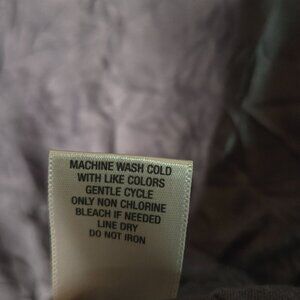 MACHINE WASH COLD
WITH LIKE COLORS
GENTLE CYCLE
ONLY NON CHLORINE
BLEACH IF NEEDED
LINE DRY
DO NOT IRON